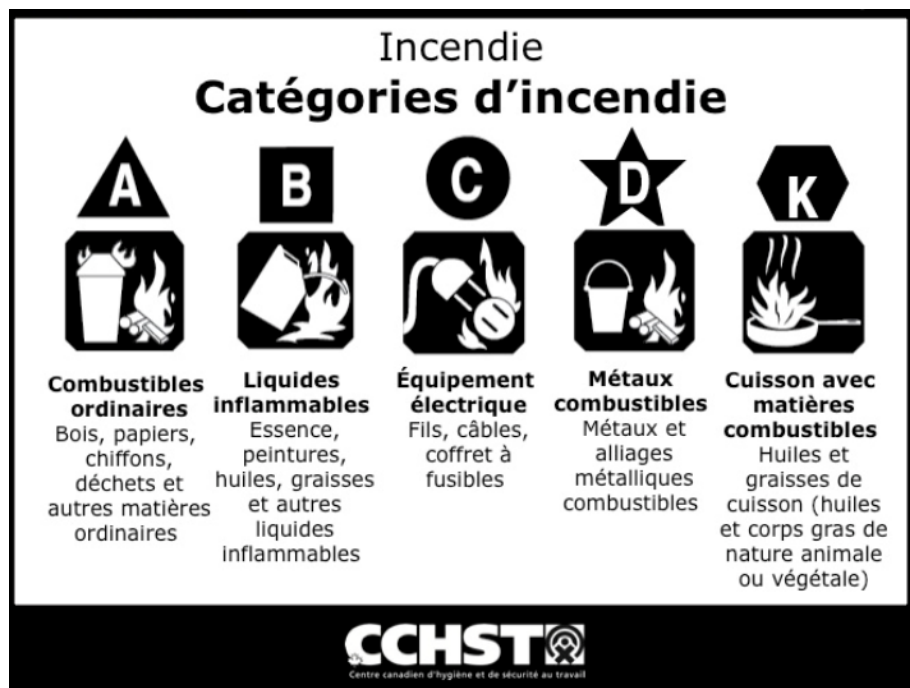 Incendie
Catégories d'incendie
A
B
C
D
K
Combustibles
ordinaires
Bois, papiers,
chiffons,
déchets et
autres matières
ordinaires
Liquides
inflammables
Essence,
peintures,
huiles, graisses
et autres
liquides
inflammables
Équipement
électrique
Fils, câbles,
coffret à
fusibles
Métaux
combustibles
Métaux et
alliages
métalliques
combustibles
Cuisson avec
matières
combustibles
Huiles et
graisses de
cuisson (huiles
et corps gras de
nature animale
ou végétale)
CCHST
Centre canadien d'hygiène et de sécurité au travail